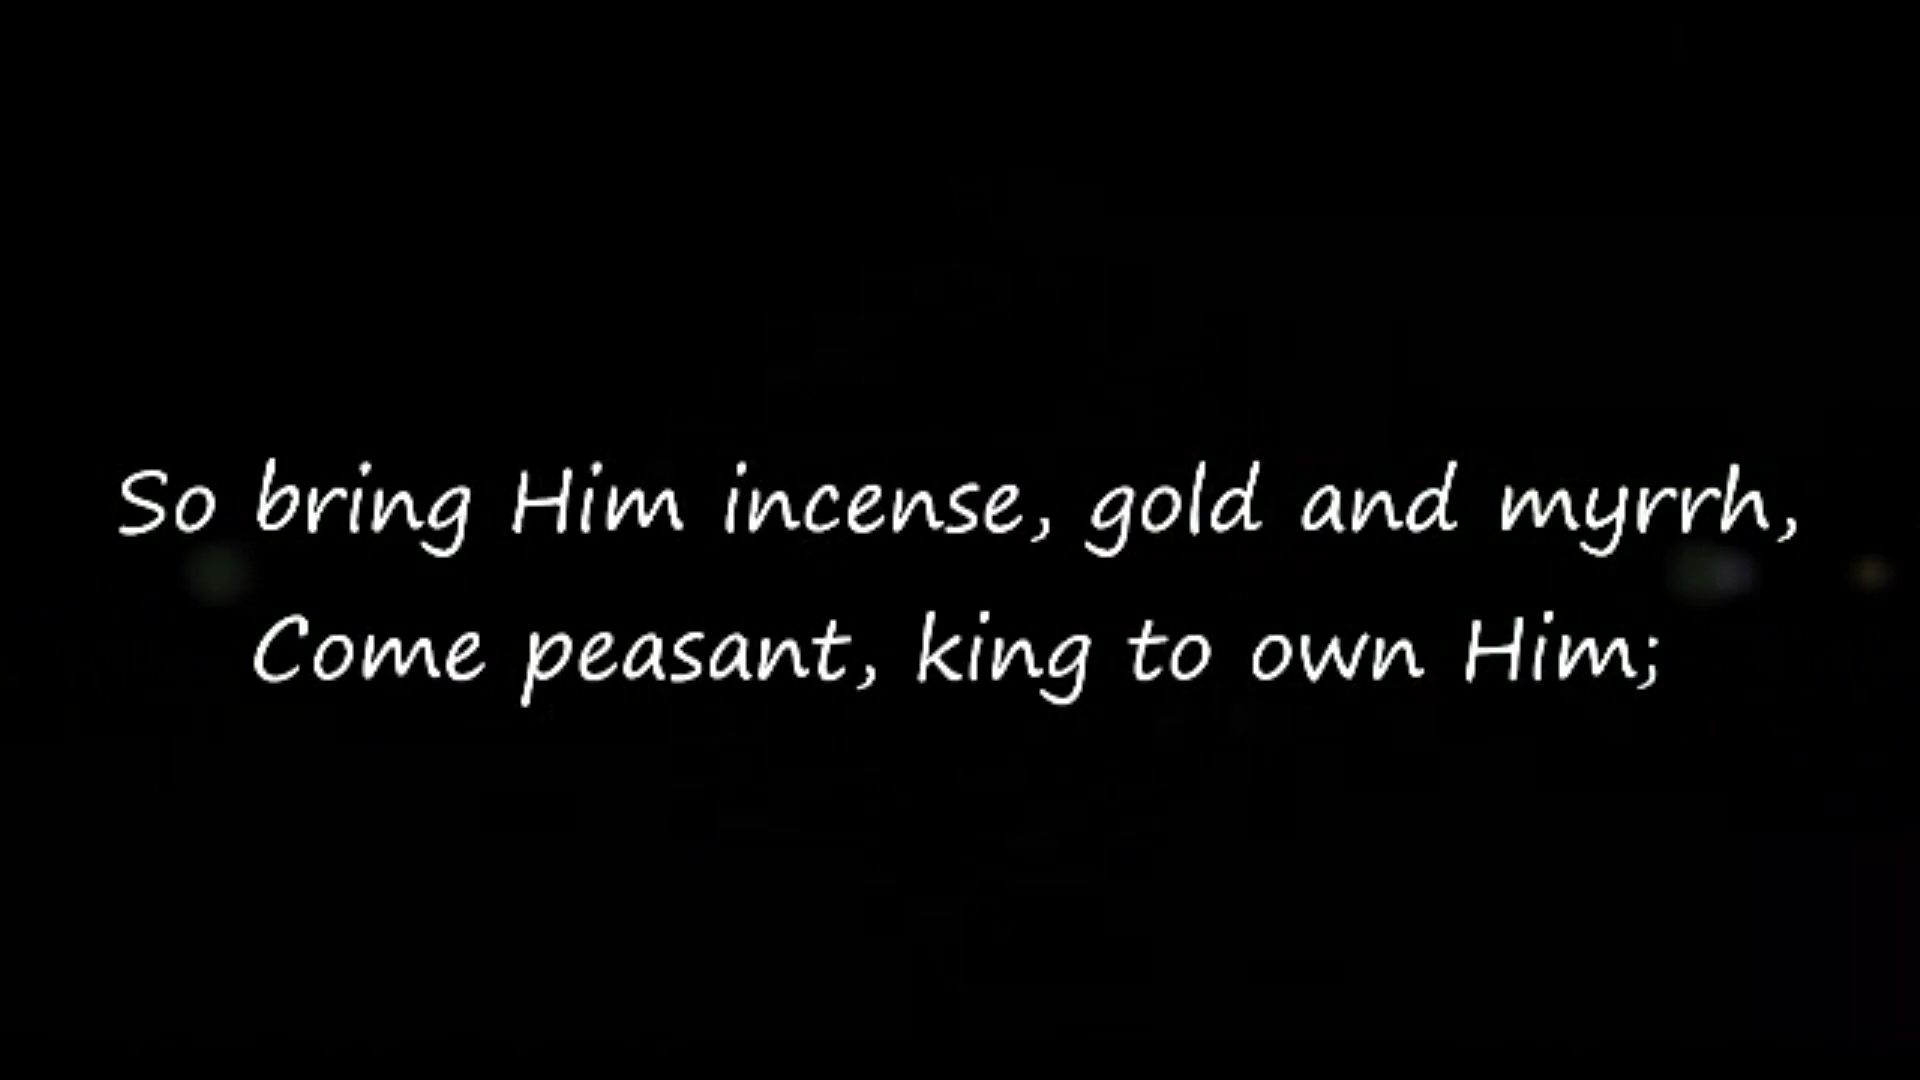 So bring Him incense, gold and myrrh,
Come peasant, king to own Him;